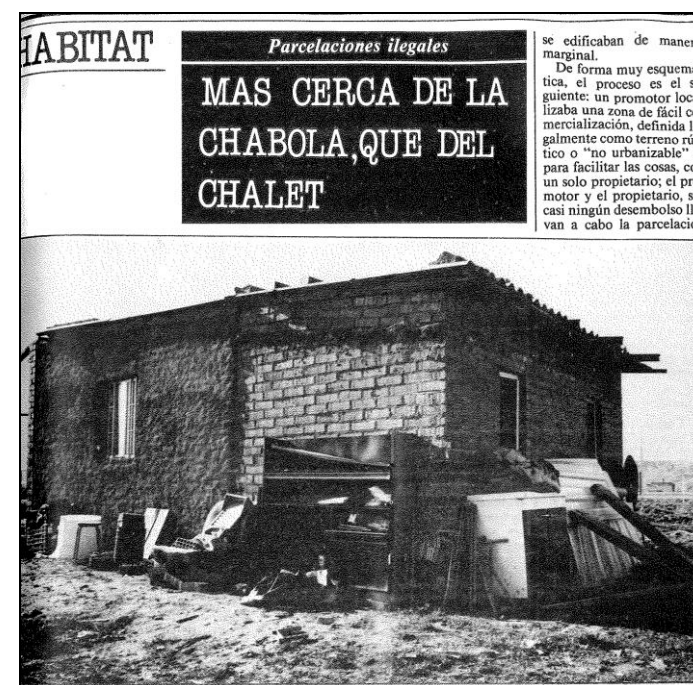 HABITAT
Parcelaciones ilegales
MAS CERCA DE LA
CHABOLA,QUE DEL
CHALET
se edificaban de maner
marginal.
De forma muy esquema
tica, el proceso es el s
guiente: un promotor loc
lizaba una zona de fácil c
mercialización, definida l
galmente como terreno rú
tico o "no urbanizable"
para facilitar las cosas, co
un solo propietario; el pr
motor y el propietario, s
casi ningún desembolso ll
van a cabo la parcelació